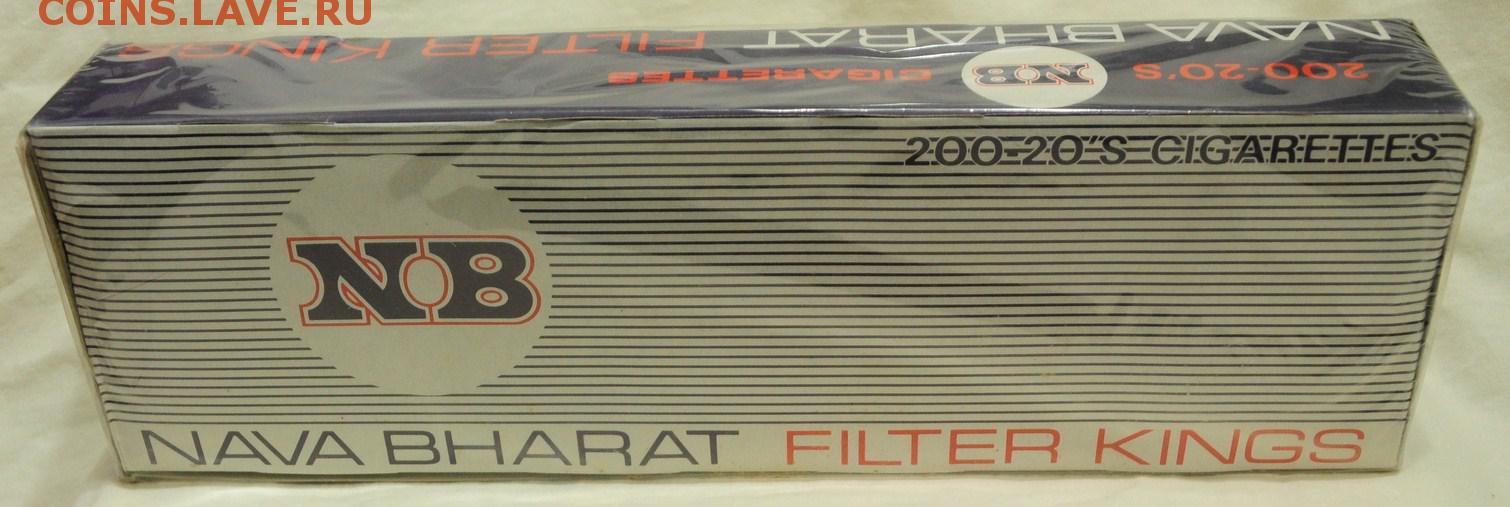 COINS.LAVE.RU
NAVA BHARAT FILTER KINGS
200-20'S NB CIGARETTES
200-20'S CIGARETTES
NB
NAVA BHARAT FILTER KINGS